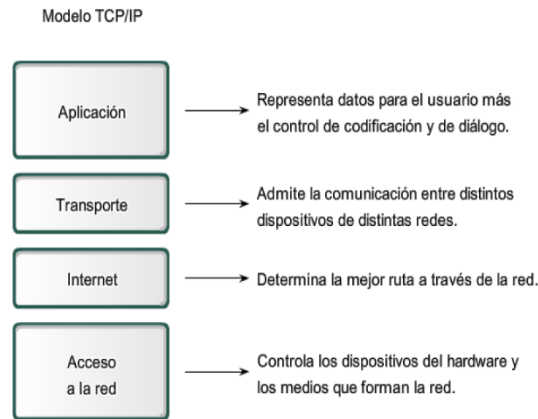 Modelo TCP/IP
Aplicación
Representa datos para el usuario más
el control de codificación y de diálogo.
Transporte
Admite la comunicación entre distintos
dispositivos de distintas redes.
Internet
Determina la mejor ruta a través de la red.
Acceso
a la red
Controla los dispositivos del hardware y
los medios que forman la red.